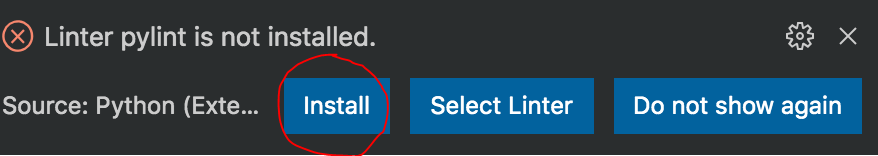 Linter pylint is not installed.
Source: Python (Exte... Install Select Linter Do not show again